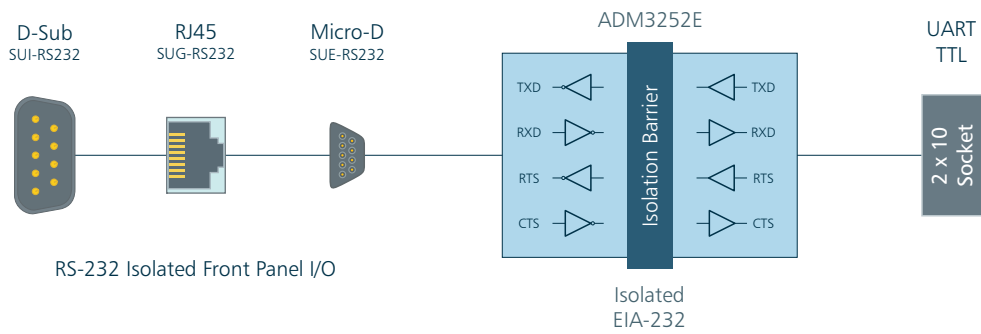 D-Sub
SUI-RS232
RJ45
SUG-RS232
Micro-D
SUE-RS232
ADM3252E
UART
TTL
TXD
TXD
RXD
RXD
RTS
RTS
CTS
CTS
Isolation Barrier
2 x 10
Socket
RS-232 Isolated Front Panel I/O
Isolated
EIA-232